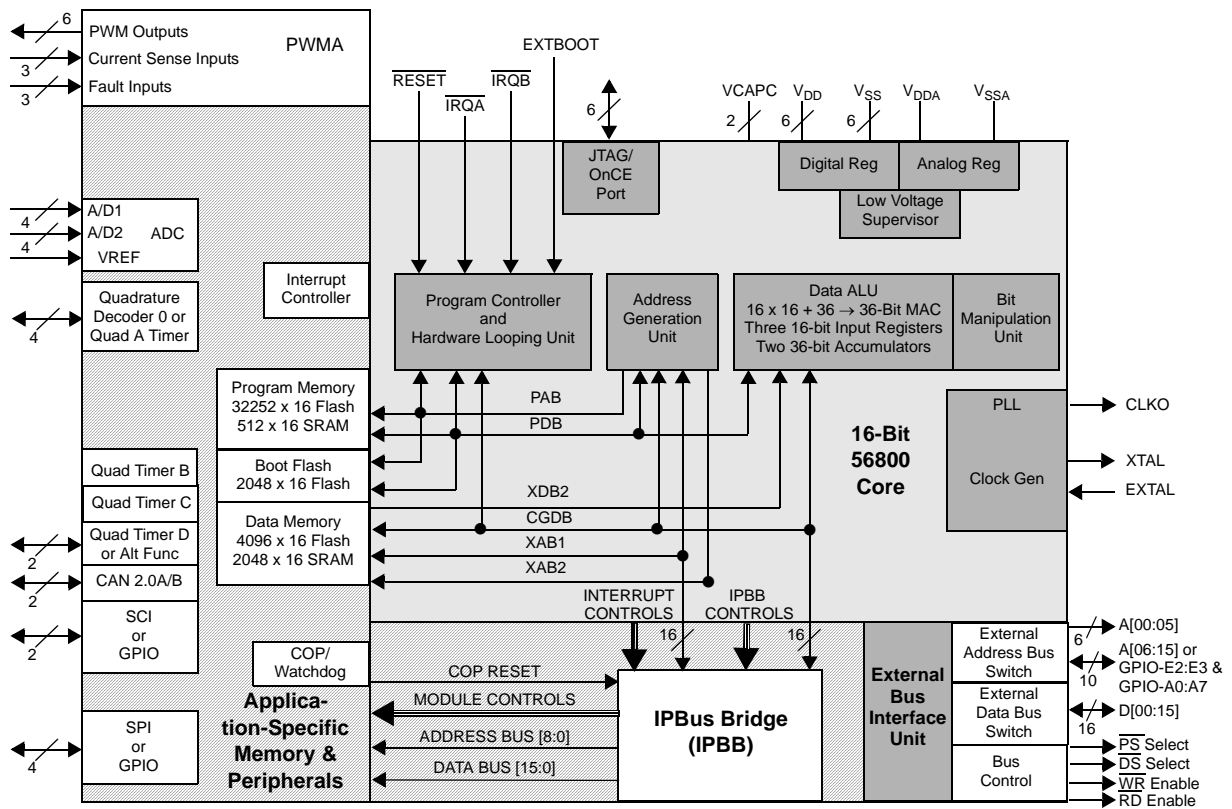 6
PWM Outputs
Current Sense Inputs
3
Fault Inputs
3
PWMA
RESET
IRQA
IRQB
EXTBOOT
6
JTAG/
OnCE
Port
VCAPC
2
VDD
6
VSS
6
VDDA
VSSA
Digital Reg
Analog Reg
Low Voltage
Supervisor
A/D1
4
A/D2
4
ADC
VREF
Interrupt
Controller
Quadrature
Decoder 0 or
Quad A Timer
4
Program Controller
and
Hardware Looping Unit
Address
Generation
Unit
Data ALU
16 x 16 + 36 → 36-Bit MAC
Three 16-bit Input Registers
Two 36-bit Accumulators
Bit
Manipulation
Unit
Program Memory
32252 x 16 Flash
512 x 16 SRAM
PAB
PDB
Boot Flash
2048 x 16 Flash
XDB2
CGDB
XAB1
XAB2
Data Memory
4096 x 16 Flash
2048 x 16 SRAM
16-Bit
56800
Core
PLL
Clock Gen
CLKO
XTAL
EXTAL
Quad Timer B
Quad Timer C
Quad Timer D
or Alt Func
2
CAN 2.0A/B
2
SCI
or
GPIO
2
SPI
or
GPIO
4
COP/
Watchdog
Applica-
tion-Specific
Memory &
Peripherals
INTERRUPT
CONTROLS
16
IPBB
CONTROLS
16
COP RESET
MODULE CONTROLS
ADDRESS BUS [8:0]
DATA BUS [15:0]
IPBus Bridge
(IPBB)
External
Bus
Interface
Unit
External
Address Bus
Switch
External
Data Bus
Switch
Bus
Control
6
A[00:05]
10
A[06:15] or
GPIO-E2:E3 &
GPIO-A0:A7
16
D[00:15]
PS Select
DS Select
WR Enable
RD Enable